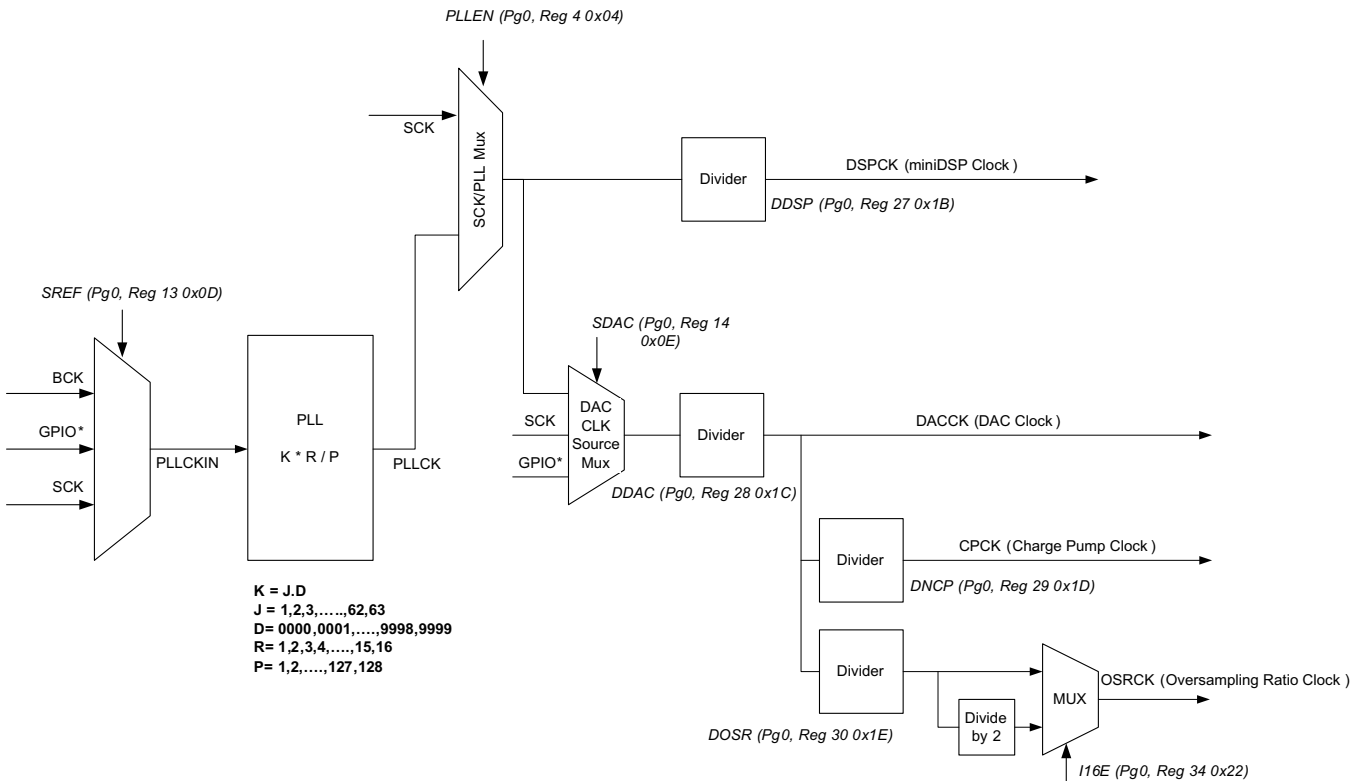 PLLEN (Pg0, Reg 4 0x04)
SCK
SCK/PLL Mux
Divider
DSPCK (miniDSP Clock )
DDSP (Pg0, Reg 27 0x1B)
SREF (Pg0, Reg 13 0x0D)
BCK
GPIO*
SCK
PLLCKIN
PLL
K * R / P
PLLCK
K = J.D
J = 1,2,3,…..,62,63
D= 0000,0001,….,9998,9999
R= 1,2,3,4,….,15,16
P= 1,2,….,127,128
SDAC (Pg0, Reg 14
0x0E)
SCK
GPIO*
DAC
CLK
Source
Mux
Divider
DDAC (Pg0, Reg 28 0x1C)
DACCK (DAC Clock )
Divider
CPCK (Charge Pump Clock )
DNCP (Pg0, Reg 29 0x1D)
Divider
DOSR (Pg0, Reg 30 0x1E)
Divide
by 2
MUX
OSRCK (Oversampling Ratio Clock )
I16E (Pg0, Reg 34 0x22)